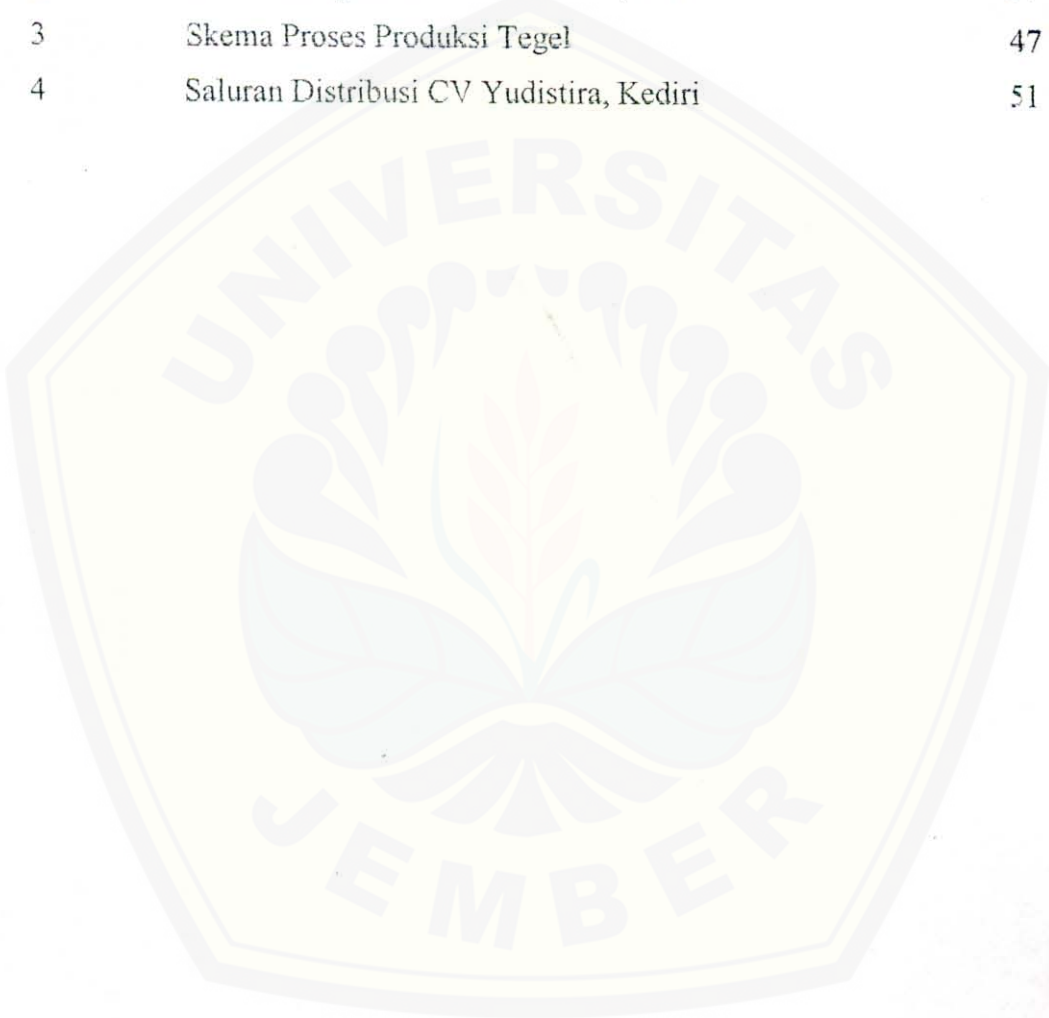 3 Skema Proses Produksi Tegel 47
4 Saluran Distribusi CV Yudistira, Kediri 51
UNIVERSITAS
JEMBER